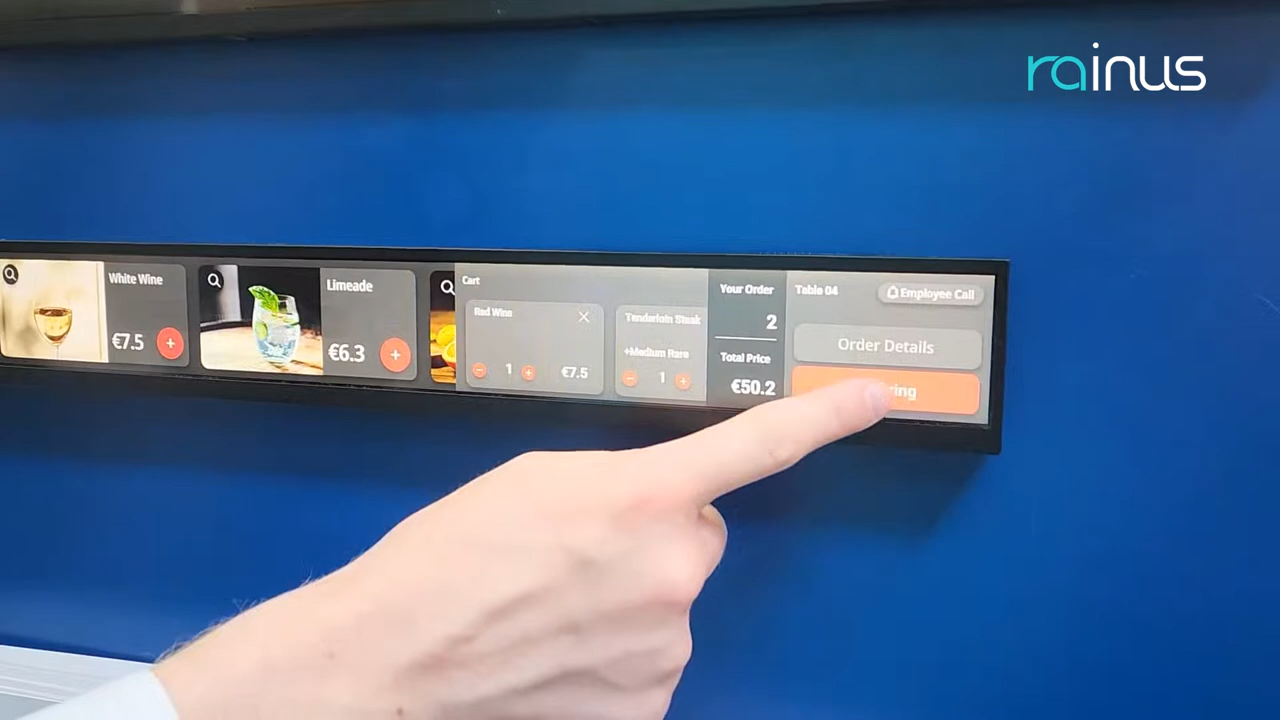 rainus
White Wine
€7.5
Limeade
€6.3
Cart
Red Wine
1
€7.5
Tenderloin Steak
+Medium Rare
1
Your Order
2
Total Price
€50.2
Table 04
Employee Call
Order Details